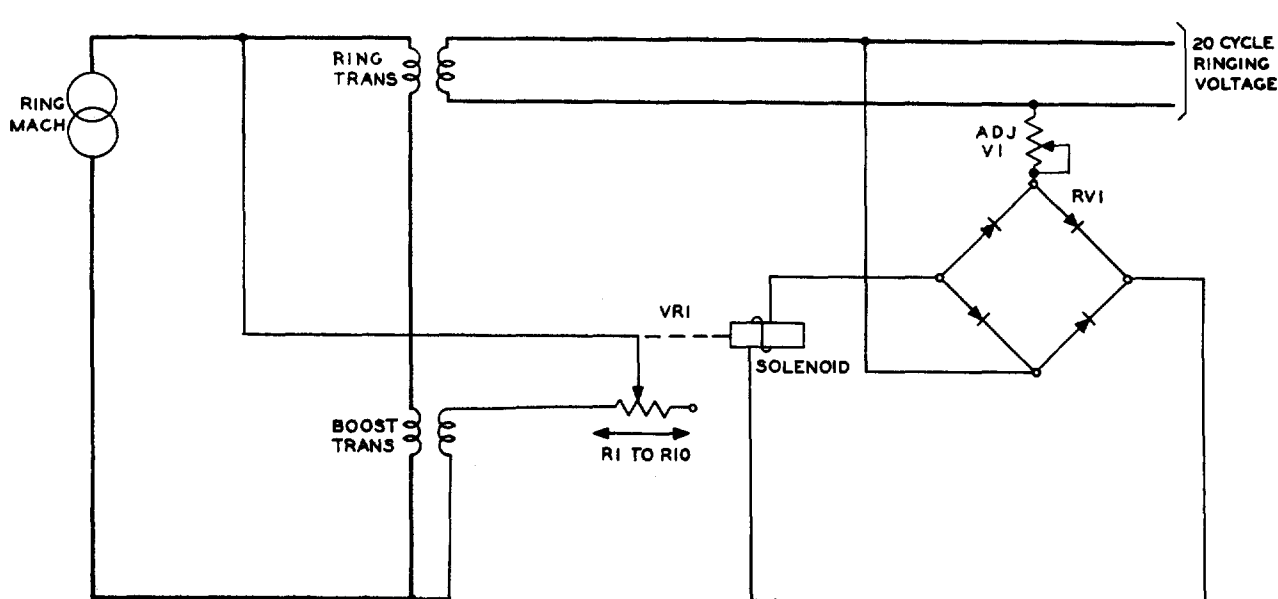 RING
MACH
RING
TRANS
20 CYCLE
RINGING
VOLTAGE
ADJ
V1
RV1
VR1
SOLENOID
BOOST
TRANS
R1 TO R10